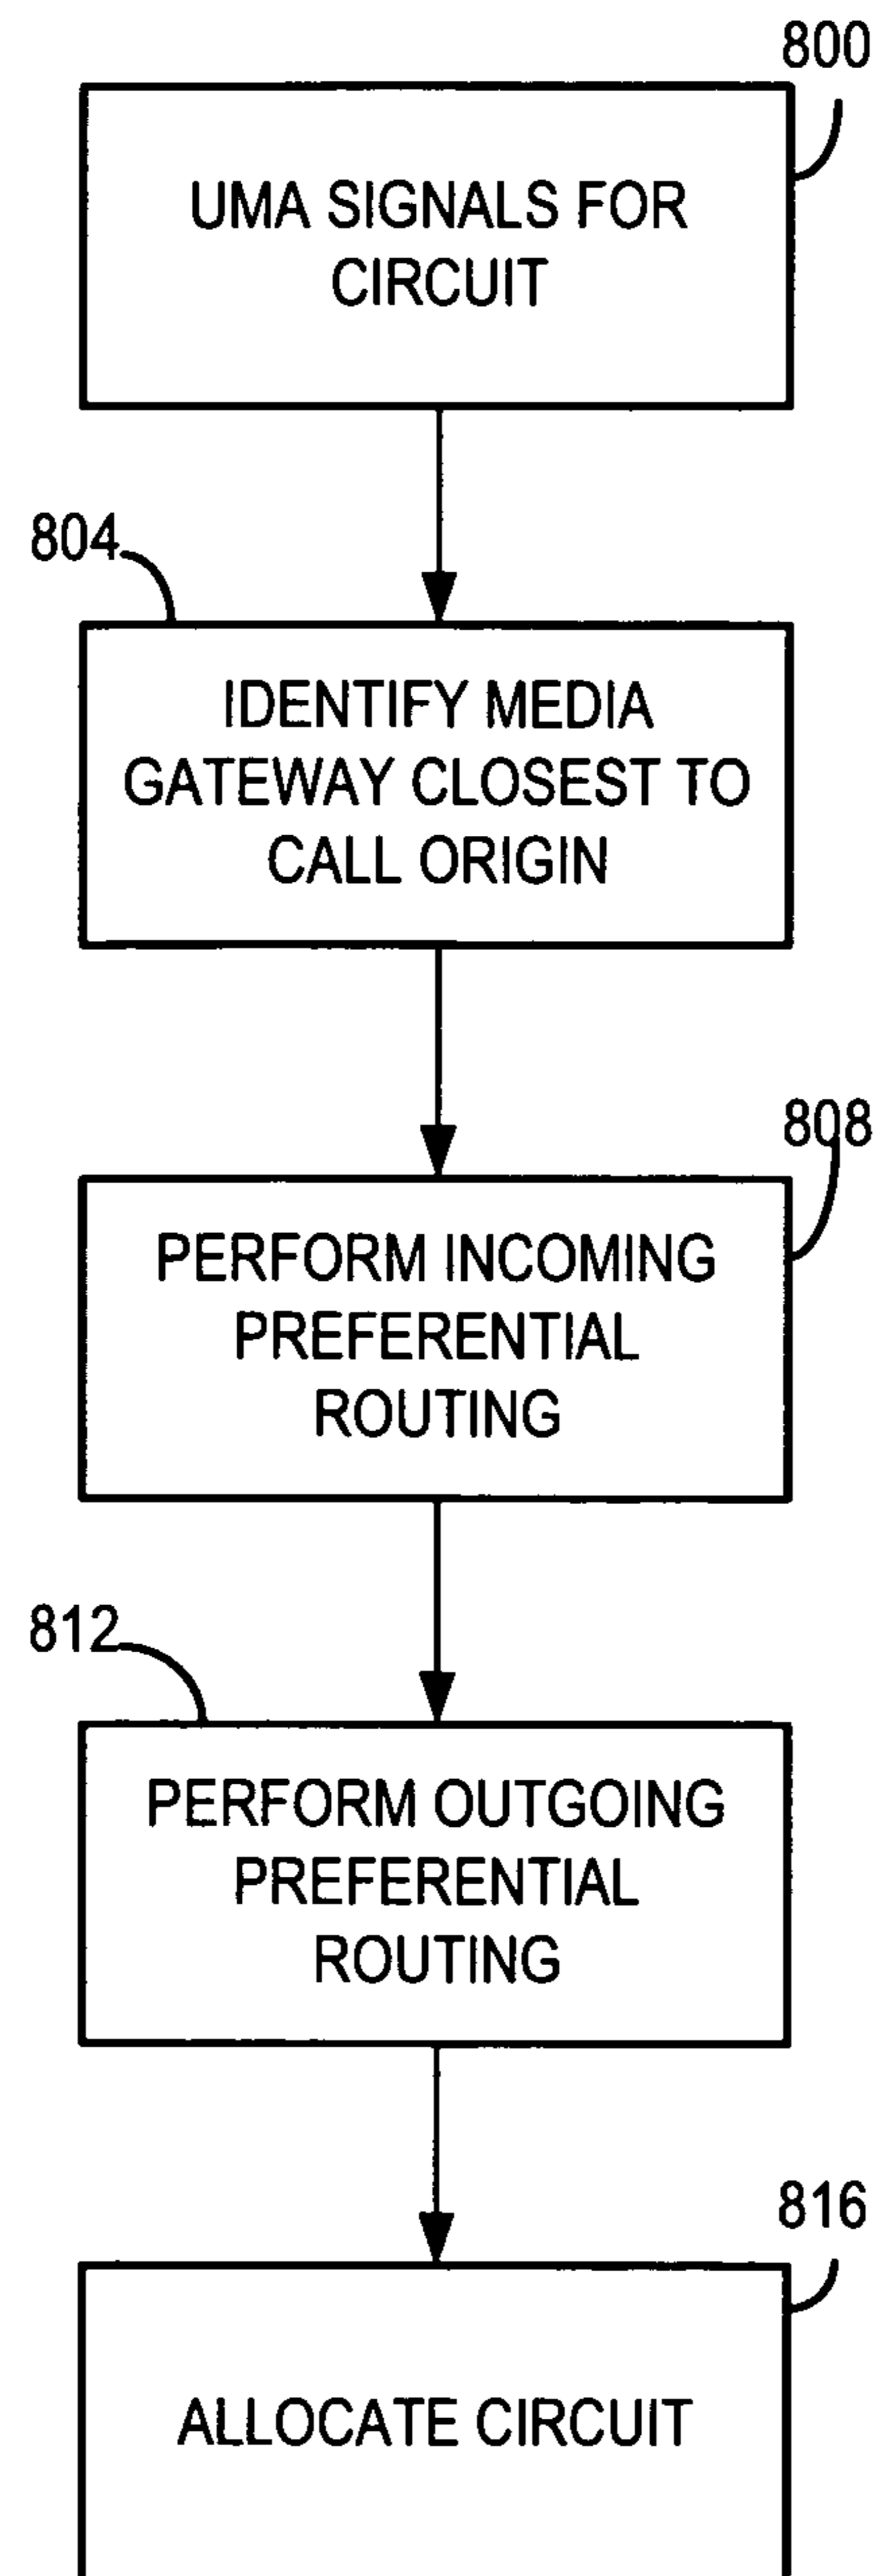 800
UMA SIGNALS FOR
CIRCUIT
804
IDENTIFY MEDIA
GATEWAY CLOSEST TO
CALL ORIGIN
808
PERFORM INCOMING
PREFERENTIAL
ROUTING
812
PERFORM OUTGOING
PREFERENTIAL
ROUTING
816
ALLOCATE CIRCUIT